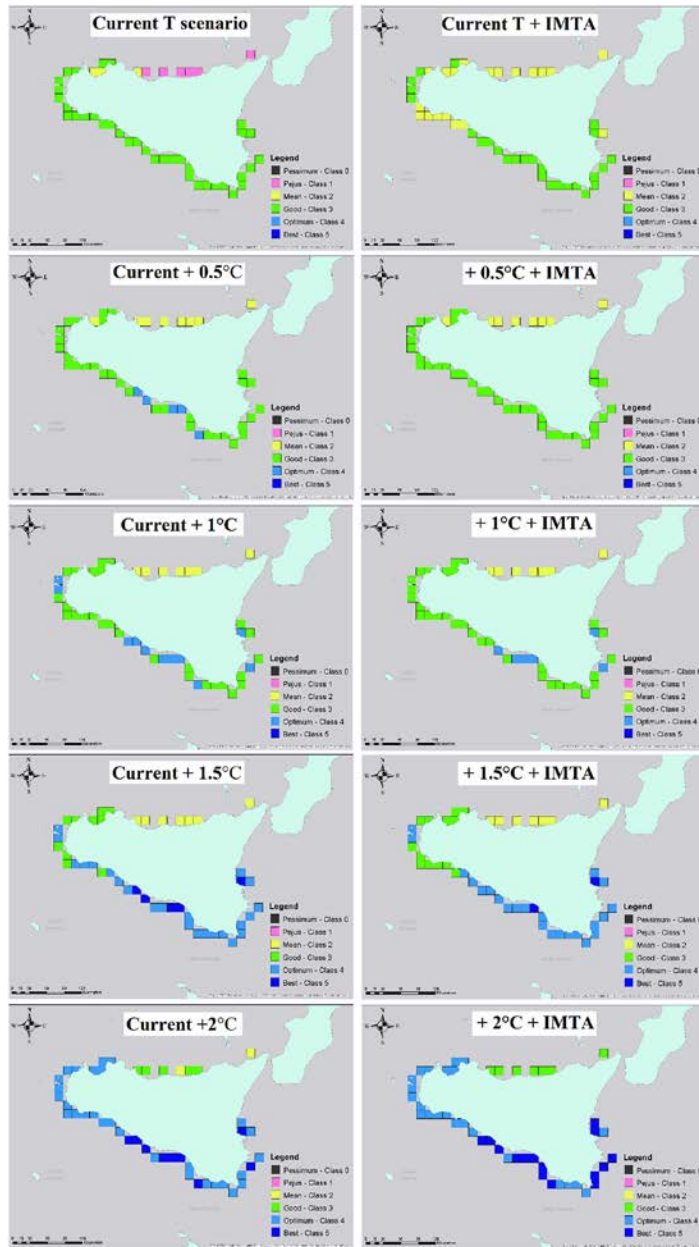 Current T scenario
Legend
Pessimum - Class 0
Pejus - Class 1
Mean - Class 2
Good - Class 3
Optimum - Class 4
Best - Class 5
Current T + IMTA
Legend
Pessimum - Class 0
Pejus - Class 1
Mean - Class 2
Good - Class 3
Optimum - Class 4
Best - Class 5
Current + 0.5°C
Legend
Pessimum - Class 0
Pejus - Class 1
Mean - Class 2
Good - Class 3
Optimum - Class 4
Best - Class 5
+ 0.5°C + IMTA
Legend
Pessimum - Class 0
Pejus - Class 1
Mean - Class 2
Good - Class 3
Optimum - Class 4
Best - Class 5
Current + 1°C
Legend
Pessimum - Class 0
Pejus - Class 1
Mean - Class 2
Good - Class 3
Optimum - Class 4
Best - Class 5
+ 1°C + IMTA
Legend
Pessimum - Class 0
Pejus - Class 1
Mean - Class 2
Good - Class 3
Optimum - Class 4
Best - Class 5
Current + 1.5°C
Legend
Pessimum - Class 0
Pejus - Class 1
Mean - Class 2
Good - Class 3
Optimum - Class 4
Best - Class 5
+ 1.5°C + IMTA
Legend
Pessimum - Class 0
Pejus - Class 1
Mean - Class 2
Good - Class 3
Optimum - Class 4
Best - Class 5
Current +2°C
Legend
Pessimum - Class 0
Pejus - Class 1
Mean - Class 2
Good - Class 3
Optimum - Class 4
Best - Class 5
+ 2°C + IMTA
Legend
Pessimum - Class 0
Pejus - Class 1
Mean - Class 2
Good - Class 3
Optimum - Class 4
Best - Class 5